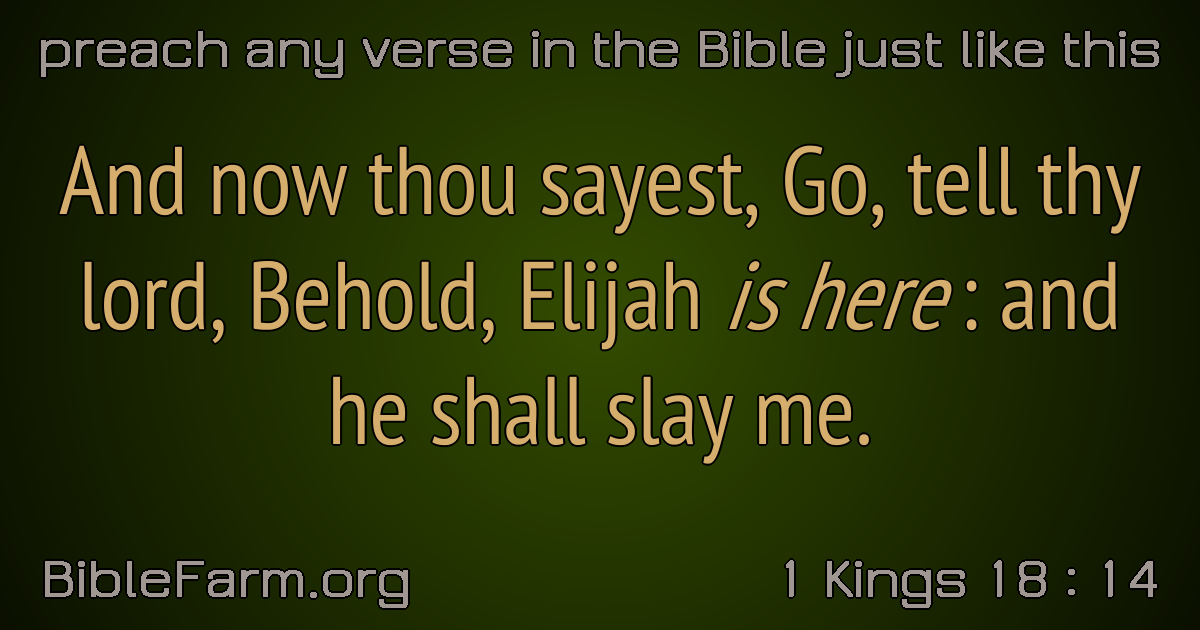 preach any verse in the Bible just like this
And now thou sayest, Go, tell thy
lord, Behold, Elijah is here: and
he shall slay me.
BibleFarm.org
1 Kings 18 : 14